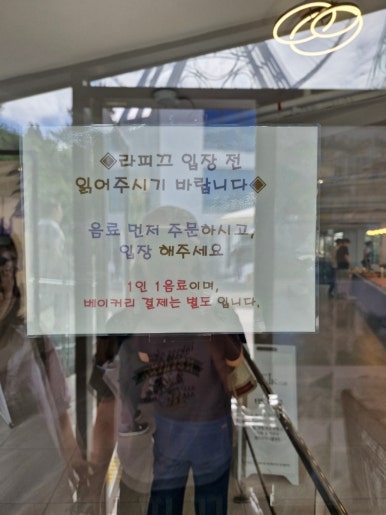 ◈라피끄 입장 전
읽어주시기 바랍니다◈
음료 먼저 주문하시고,
입장 해주세요
1인 1음료이며,
베이커리 결제는 별도 입니다.